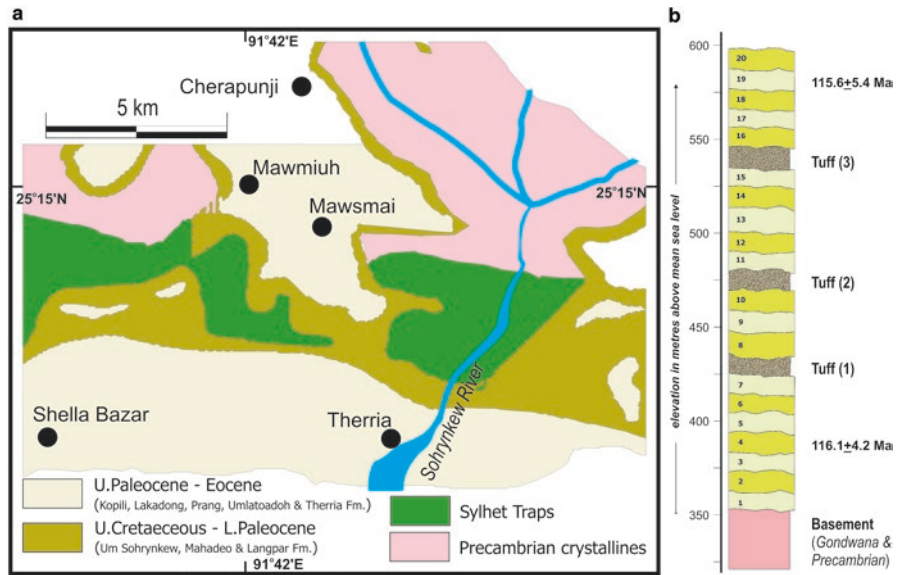 a
91°42'E
Cherapunji
5 km
Mawmiuh
25°15'N
25°15'N
Mawsmai
Shella Bazar
Therria
Sohrynkew River
U.Paleocene - Eocene
(Kopili, Lakadong, Prang, Umlatoadoh & Therria Fm.)
U.Cretaeceous - L.Paleocene
(Um Sohrynkew, Mahadeo & Langpar Fm.)
Sylhet Traps
Precambrian crystallines
91°42'E
b
elevation in metres above mean sea level
600
550
500
450
400
350
20
19
18
17
16
15
14
13
12
11
10
9
8
7
6
5
4
3
2
1
115.6±5.4 Ma
Tuff (3)
Tuff (2)
Tuff (1)
116.1±4.2 Ma
Basement
(Gondwana &
Precambrian)